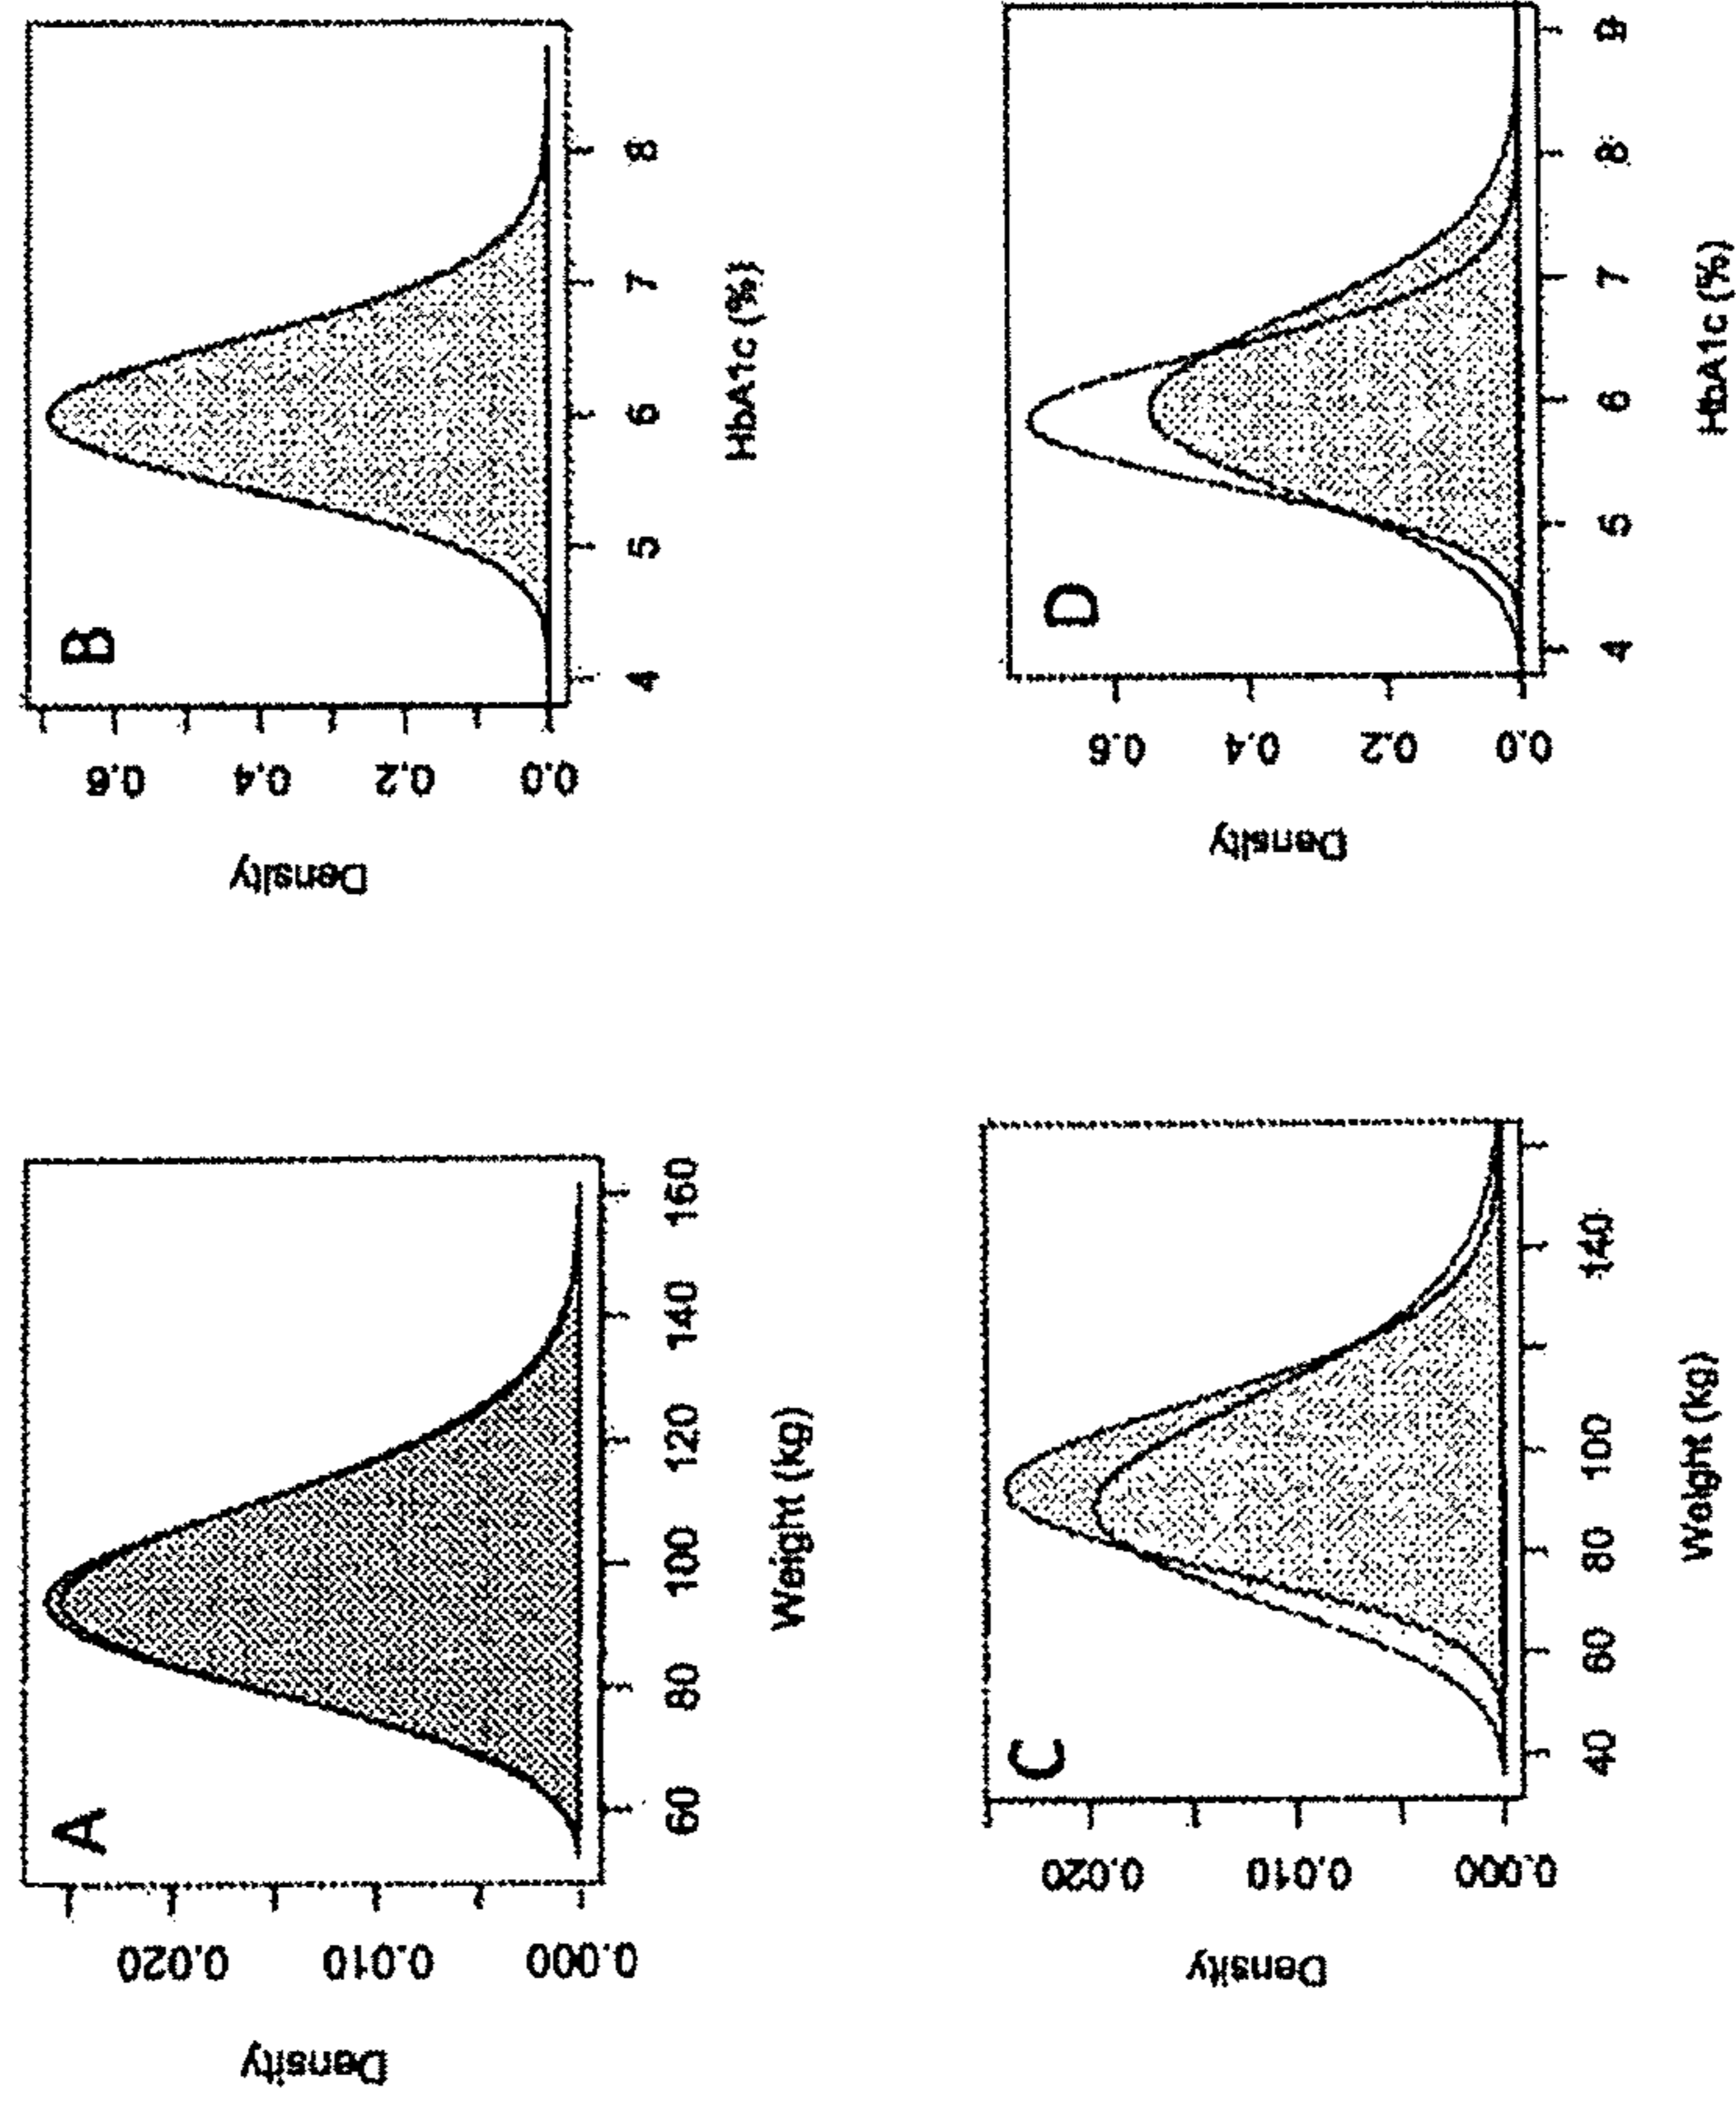 A
Density
0.000 0.010 0.020
60 80 100 120 140 160
Weight (kg)
B
Density
0.0 0.2 0.4 0.6
4 5 6 7 8
HbA1c (%)
C
Density
0.000 0.010 0.020
40 60 80 100 140
Weight (kg)
D
Density
0.0 0.2 0.4 0.6
4 5 6 7 8 9
HbA1c (%)